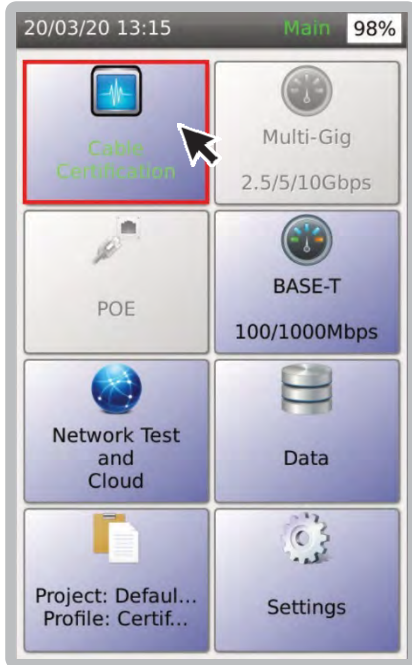 20/03/20 13:15 Main 98%
Cable
Certification
Multi-Gig
2.5/5/10Gbps
POE
BASE-T
100/1000Mbps
Network Test
and
Cloud
Data
Project: Defaul...
Profile: Certif...
Settings